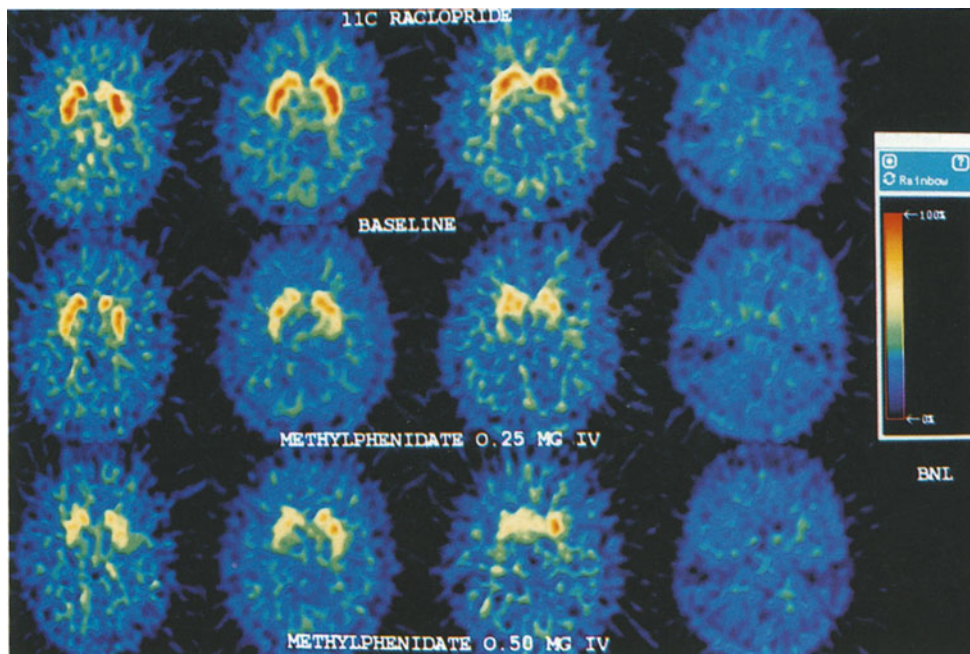 11C RACLOPRIDE
BASELINE
Rainbow
?
←100%
←0%
METHYLPHENIDATE 0.25 MG IV
BNL
METHYLPHENIDATE 0.50 MG IV